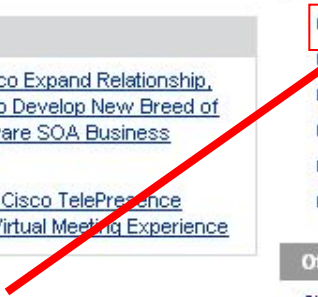 co Expand Relationship,
Develop New Breed of
are SOA Business
Cisco TelePresence
Virtual Meeting Experience